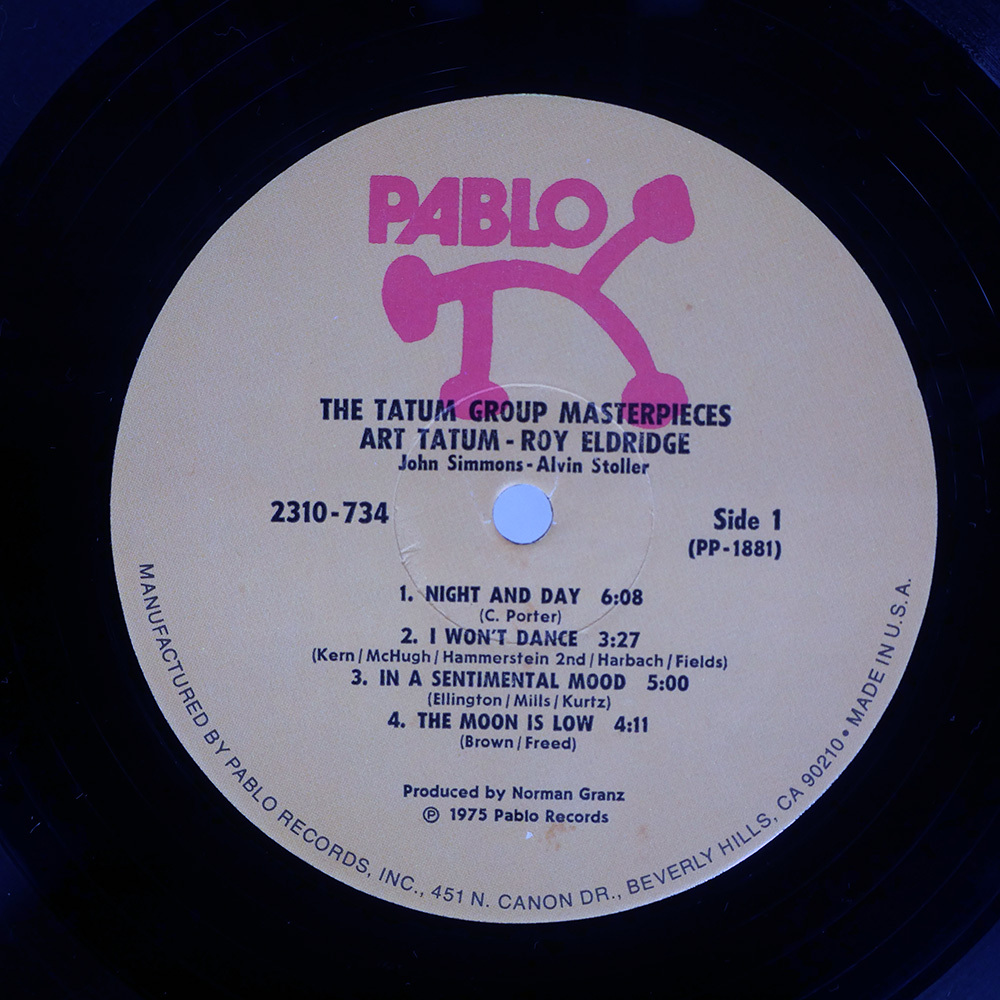 PABLO
THE TATUM GROUP MASTERPIECES
ART TATUM - ROY ELDRIDGE
John Simmons - Alvin Stoller
2310-734
Side 1
(PP-1881)
1. NIGHT AND DAY 6:08
(C. Porter)
2. I WON'T DANCE 3:27
(Kern/McHugh/Hammerstein 2nd/Harbach/Fields)
3. IN A SENTIMENTAL MOOD 5:00
(Ellington/Mills/Kurtz)
4. THE MOON IS LOW 4:11
(Brown/Freed)
Produced by Norman Granz
℗ 1975 Pablo Records
MANUFACTURED BY PABLO RECORDS, INC., 451 N. CANON DR., BEVERLY HILLS, CA 90210 • MADE IN U.S.A.